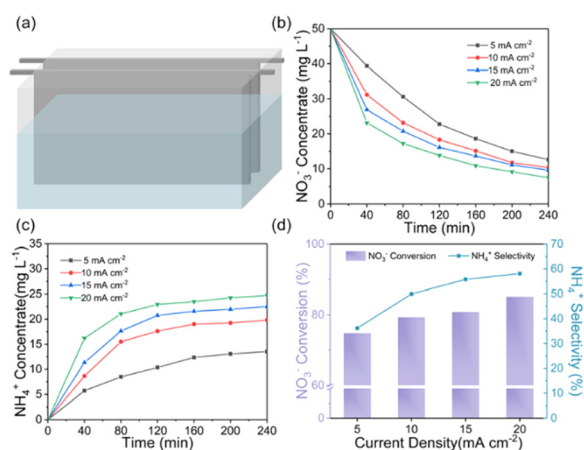 (a)
(b)
NO₃⁻ Concentrate (mg L⁻¹)
50
40
30
20
10
0
5 mA cm⁻²
10 mA cm⁻²
15 mA cm⁻²
20 mA cm⁻²
0 40 80 120 160 200 240
Time (min)
(c)
NH₄⁺ Concentrate(mg L⁻¹)
35
30
25
20
15
10
5
0
5 mA cm⁻²
10 mA cm⁻²
15 mA cm⁻²
20 mA cm⁻²
0 40 80 120 160 200 240
Time (min)
(d)
NO₃⁻ Conversion (%)
100
80
60
0
NO₃⁻ Conversion
NH₄⁺ Selectivity
70
60
50
40
30
20
10
0
NH₄⁺ Selectivity (%)
5 10 15 20
Current Density(mA cm⁻²)